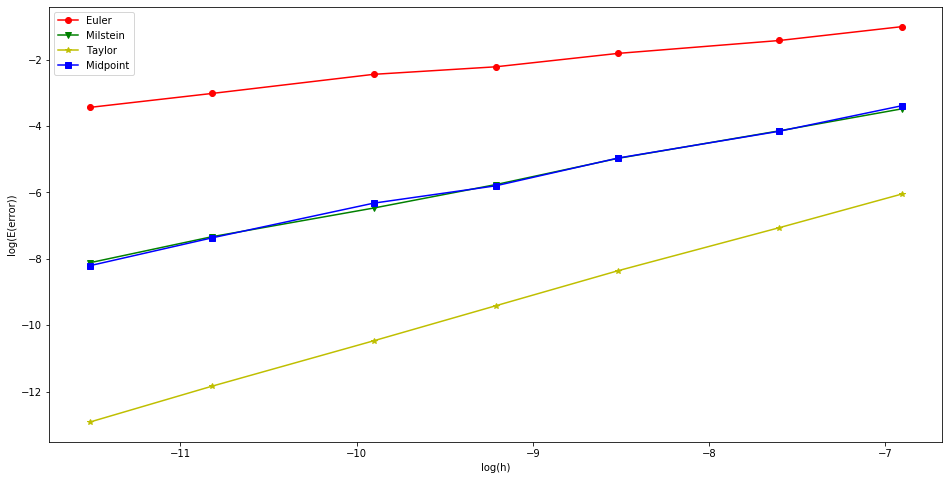 Euler
Milstein
Taylor
Midpoint
−2
−4
−6
−8
−10
−12
log(E(error))
−11
−10
−9
−8
−7
log(h)